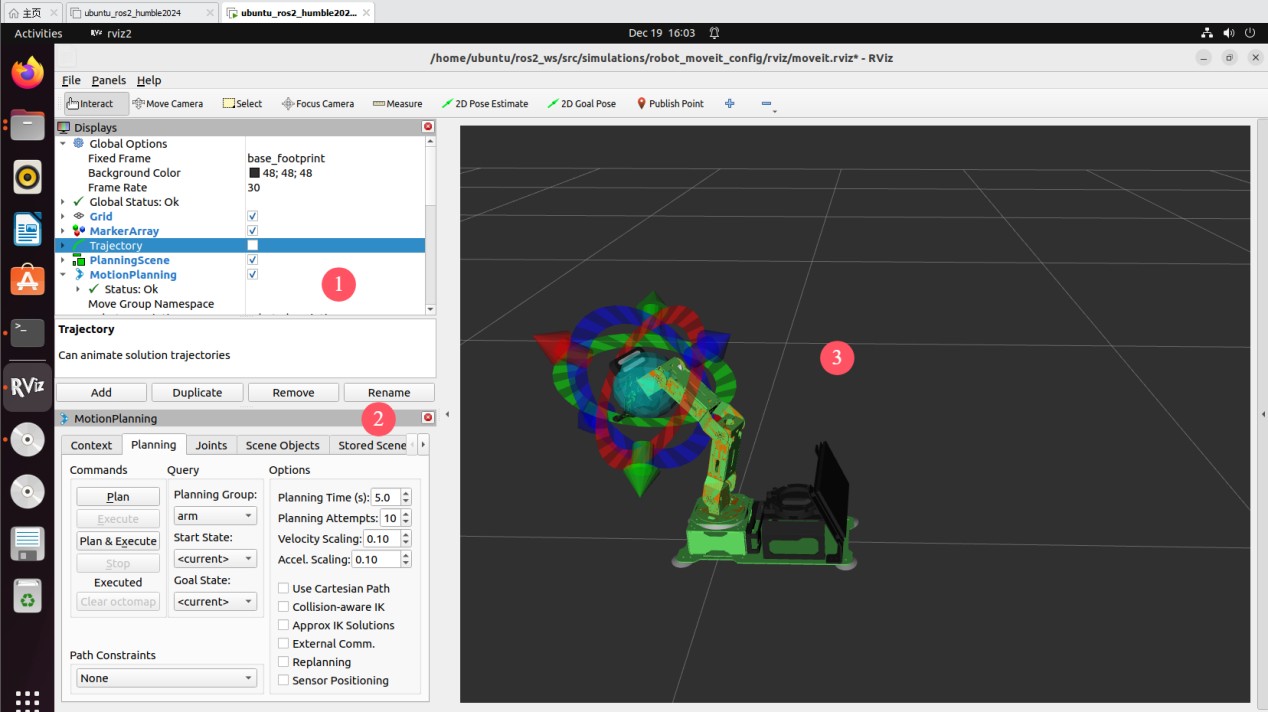 主页
ubuntu_ros2_humble2024
ubuntu_ros2_humble202...
Activities
RViz
rviz2
Dec 19 16:03
/home/ubuntu/ros2_ws/src/simulations/robot_moveit_config/rviz/moveit.rviz* - RViz
File Panels Help
Interact Move Camera Select Focus Camera Measure 2D Pose Estimate 2D Goal Pose Publish Point
Displays
Global Options
Fixed Frame base_footprint
Background Color 48; 48; 48
Frame Rate 30
Global Status: Ok
Grid
MarkerArray
Trajectory
PlanningScene
MotionPlanning
Status: Ok
Move Group Namespace
1
Trajectory
Can animate solution trajectories
Add Duplicate Remove Rename
2
MotionPlanning
Context Planning Joints Scene Objects Stored Scene
Commands
Plan
Execute
Plan & Execute
Stop
Executed
Clear octomap
Query
Planning Group:
arm
Start State:
<current>
Goal State:
<current>
Options
Planning Time (s): 5.0
Planning Attempts: 10
Velocity Scaling: 0.10
Accel. Scaling: 0.10
Use Cartesian Path
Collision-aware IK
Approx IK Solutions
External Comm.
Replanning
Sensor Positioning
Path Constraints
None
3
RViz